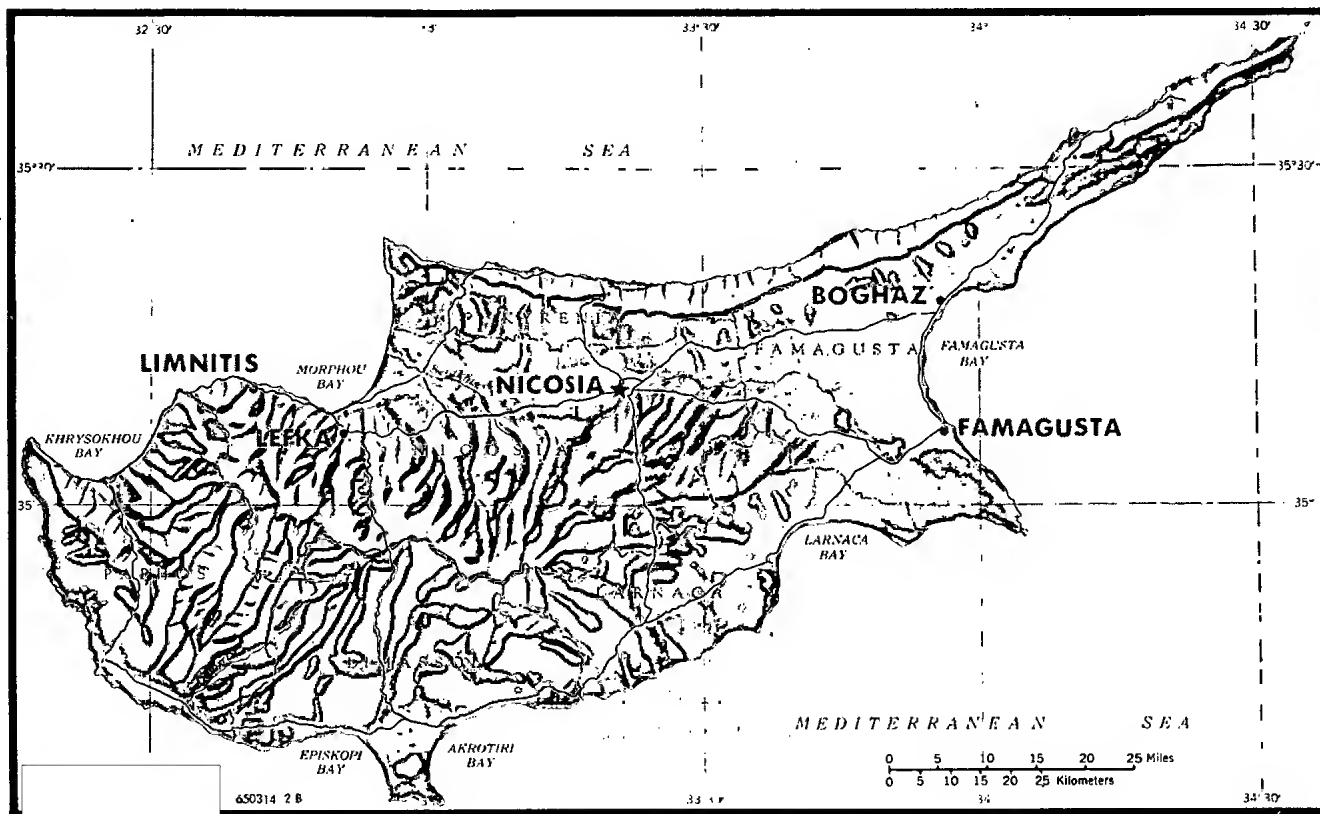 32 30′
33°30′
34°
34 30′
MEDITERRANEAN SEA
35°30′
35°30′
BOGHAZ
FAMAGUSTA
FAMAGUSTA BAY
LIMNITIS
MORPHOU BAY
NICOSIA
LEFKA
FAMAGUSTA
KHRYSOKHOU BAY
35
35°
LARNACA BAY
MEDITERRANEAN SEA
EPISKOPI BAY
AKROTIRI BAY
0 5 10 15 20 25 Miles
0 5 10 15 20 25 Kilometers
650314 2 B
34
34°30′